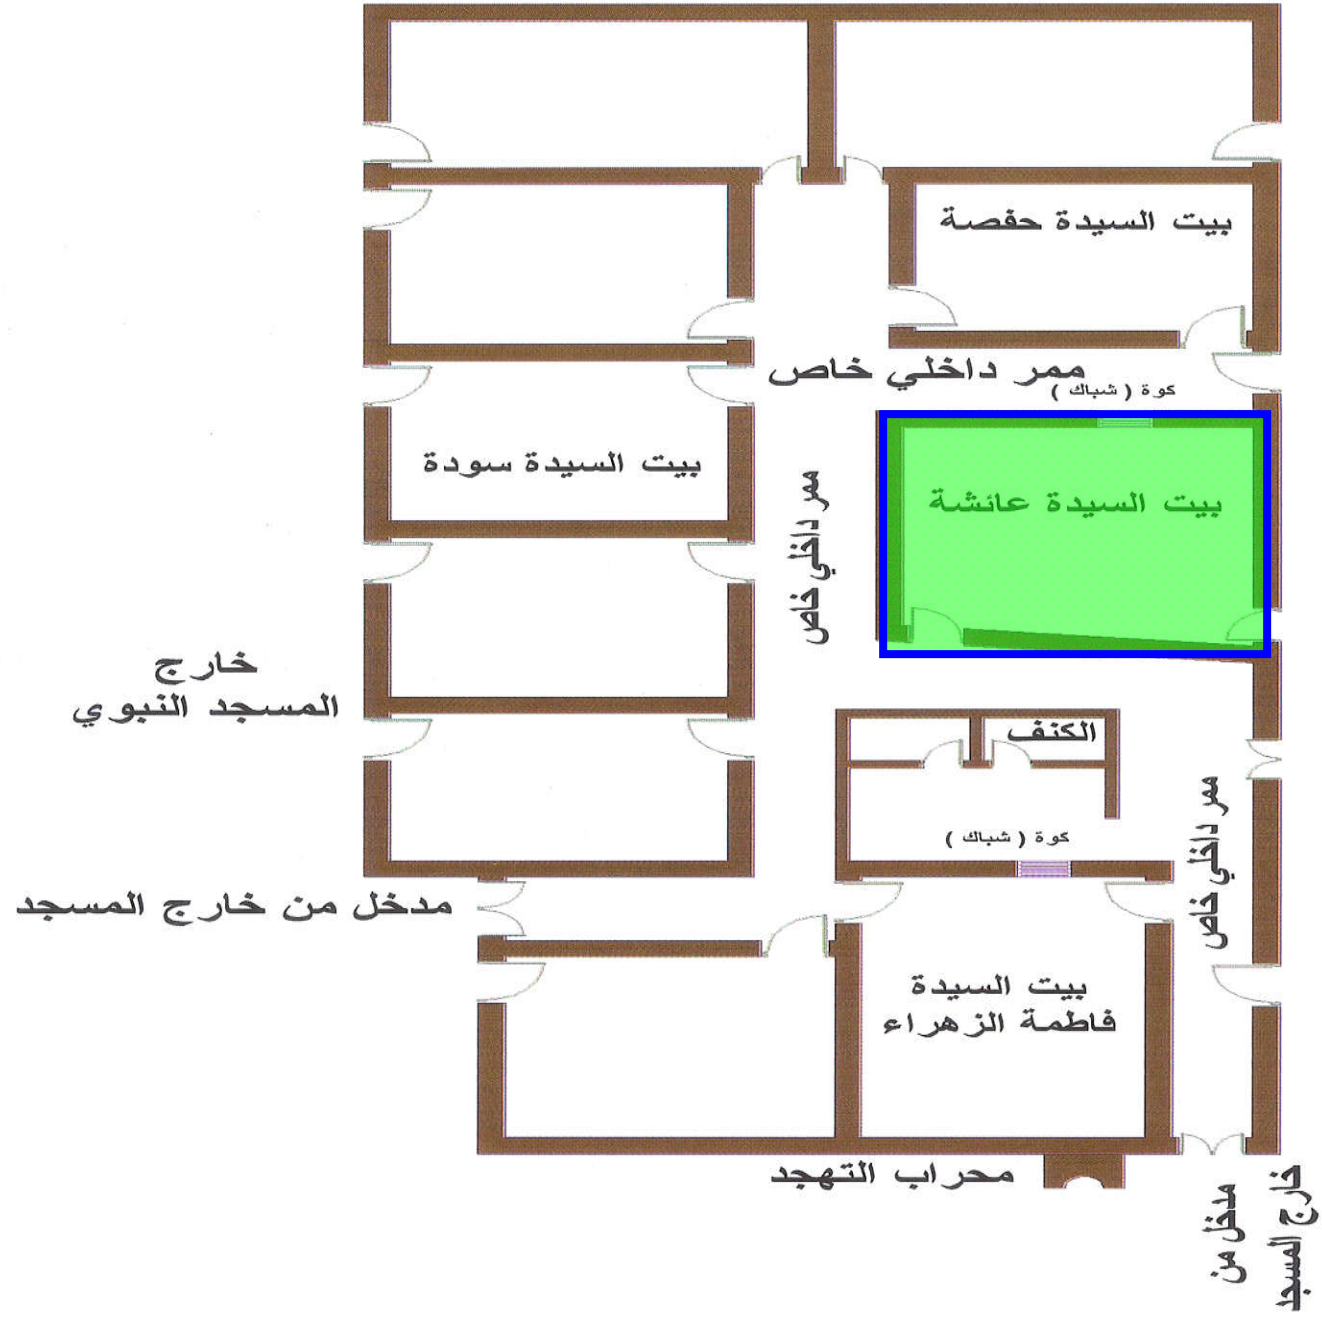 بيت السيدة حفصة
ممر داخلي خاص
كوة ( شباك )
بيت السيدة سودة
بيت السيدة عائشة
ممر داخلي خاص
خارج
المسجد النبوي
الكنف
كوة ( شباك )
ممر داخلي خاص
مدخل من خارج المسجد
بيت السيدة
فاطمة الزهراء
محراب التهجد
مدخل من
خارج المسجد